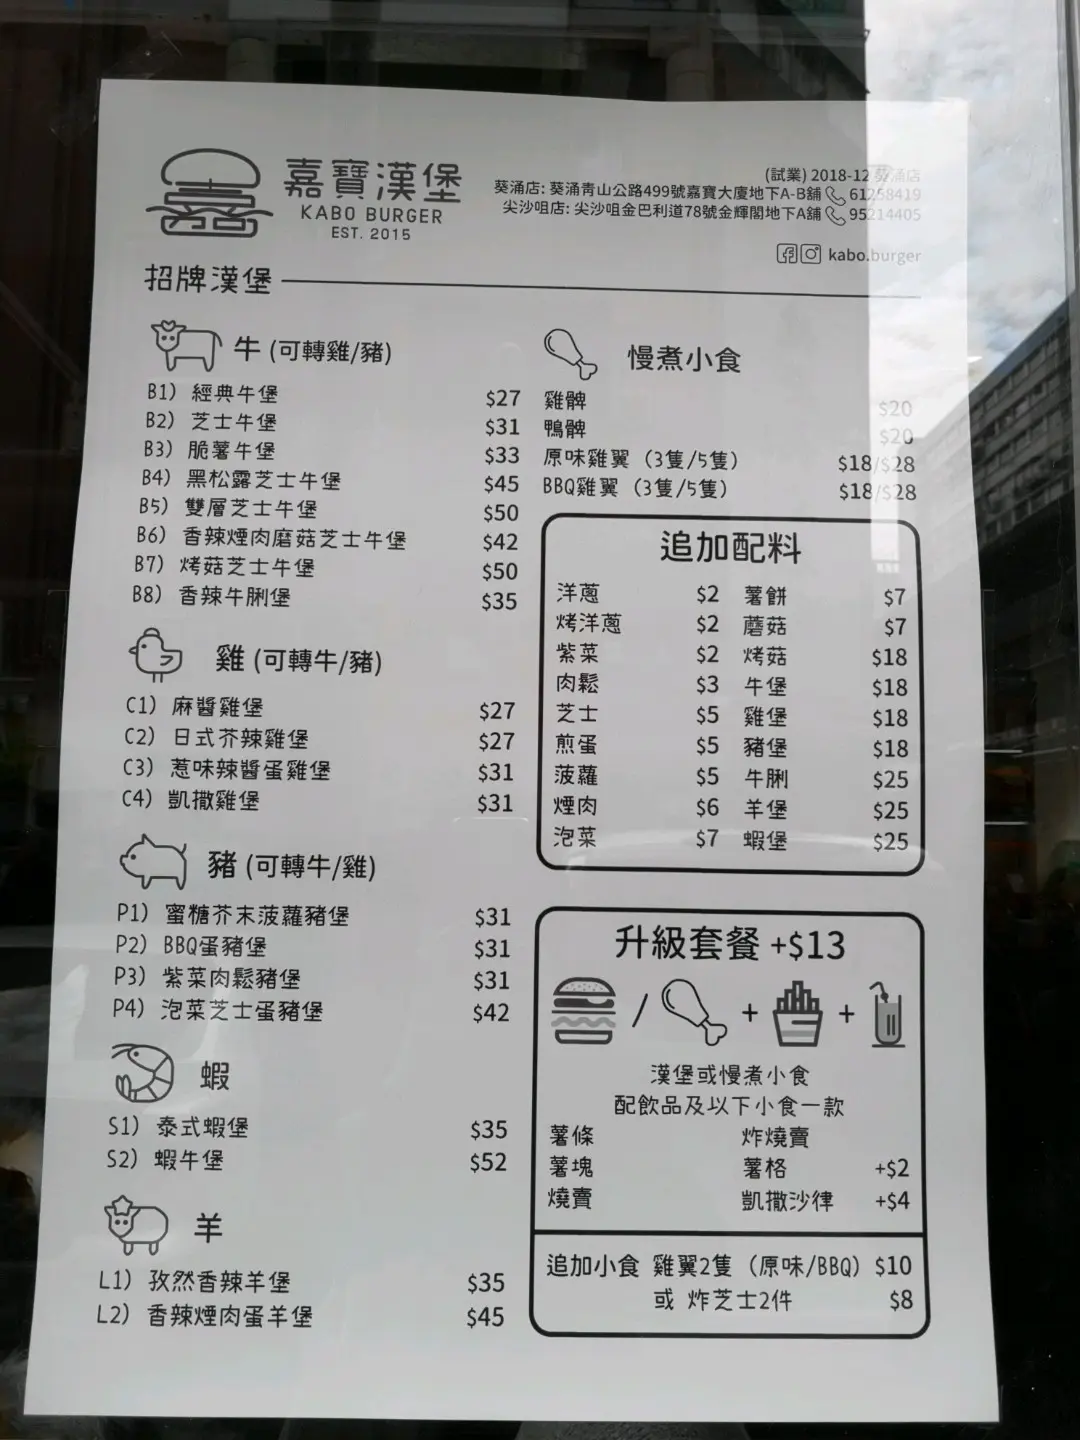 嘉寶漢堡
KABO BURGER
EST. 2015
(試業) 2018-12 葵涌店
葵涌店: 葵涌青山公路499號嘉寶大廈地下A-B舖 61258419
尖沙咀店: 尖沙咀金巴利道78號金輝閣地下A舖 95214405
kabo.burger
招牌漢堡
牛 (可轉雞/豬)
B1) 經典牛堡 $27
B2) 芝士牛堡 $31
B3) 脆薯牛堡 $33
B4) 黑松露芝士牛堡 $45
B5) 雙層芝士牛堡 $50
B6) 香辣煙肉磨菇芝士牛堡 $42
B7) 烤菇芝士牛堡 $50
B8) 香辣牛脷堡 $35
雞 (可轉牛/豬)
C1) 麻醬雞堡 $27
C2) 日式芥辣雞堡 $27
C3) 惹味辣醬蛋雞堡 $31
C4) 凱撒雞堡 $31
豬 (可轉牛/雞)
P1) 蜜糖芥末菠蘿豬堡 $31
P2) BBQ蛋豬堡 $31
P3) 紫菜肉鬆豬堡 $31
P4) 泡菜芝士蛋豬堡 $42
蝦
S1) 泰式蝦堡 $35
S2) 蝦牛堡 $52
羊
L1) 孜然香辣羊堡 $35
L2) 香辣煙肉蛋羊堡 $45
慢煮小食
雞髀 $20
鴨髀 $20
原味雞翼 (3隻/5隻) $18/$28
BBQ雞翼 (3隻/5隻) $18/$28
追加配料
洋蔥 $2 薯餅 $7
烤洋蔥 $2 蘑菇 $7
紫菜 $2 烤菇 $18
肉鬆 $3 牛堡 $18
芝士 $5 雞堡 $18
煎蛋 $5 豬堡 $18
菠蘿 $5 牛脷 $25
煙肉 $6 羊堡 $25
泡菜 $7 蝦堡 $25
升級套餐 +$13
/ + +
漢堡或慢煮小食
配飲品及以下小食一款
薯條 炸燒賣
薯塊 薯格 +$2
燒賣 凱撒沙律 +$4
追加小食 雞翼2隻 (原味/BBQ) $10
或 炸芝士2件 $8